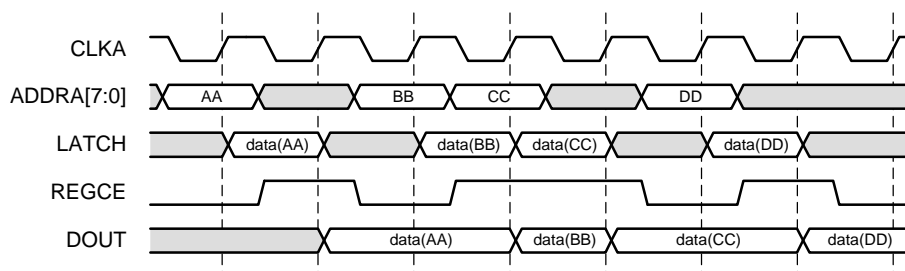 CLKA
ADDRA[7:0] AA BB CC DD
LATCH data(AA) data(BB) data(CC) data(DD)
REGCE
DOUT data(AA) data(BB) data(CC) data(DD)